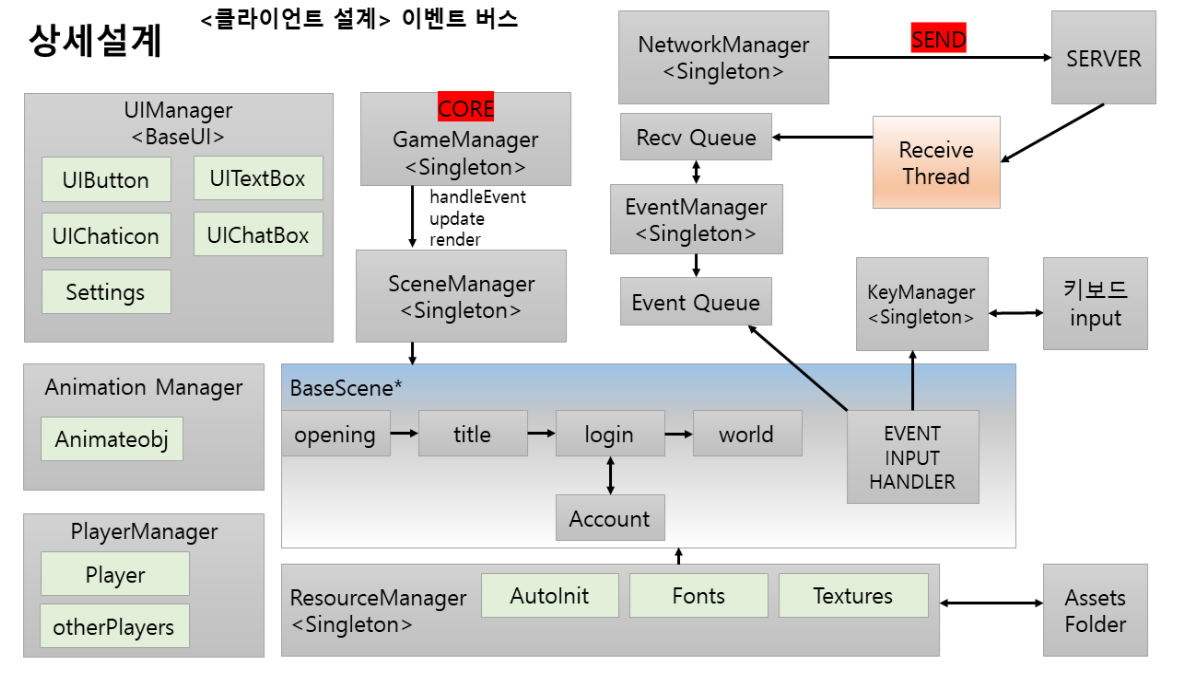 <클라이언트 설계> 이벤트 버스
상세설계
UIManager
<BaseUI>
UIButton
UITextBox
UIChaticon
UIChatBox
Settings
CORE
GameManager
<Singleton>
handleEvent
update
render
SceneManager
<Singleton>
NetworkManager
<Singleton>
SEND
SERVER
Recv Queue
Receive
Thread
EventManager
<Singleton>
Event Queue
KeyManager
<Singleton>
키보드
input
Animation Manager
Animateobj
BaseScene*
opening
title
login
world
Account
EVENT
INPUT
HANDLER
PlayerManager
Player
otherPlayers
ResourceManager
<Singleton>
AutoInit
Fonts
Textures
Assets
Folder